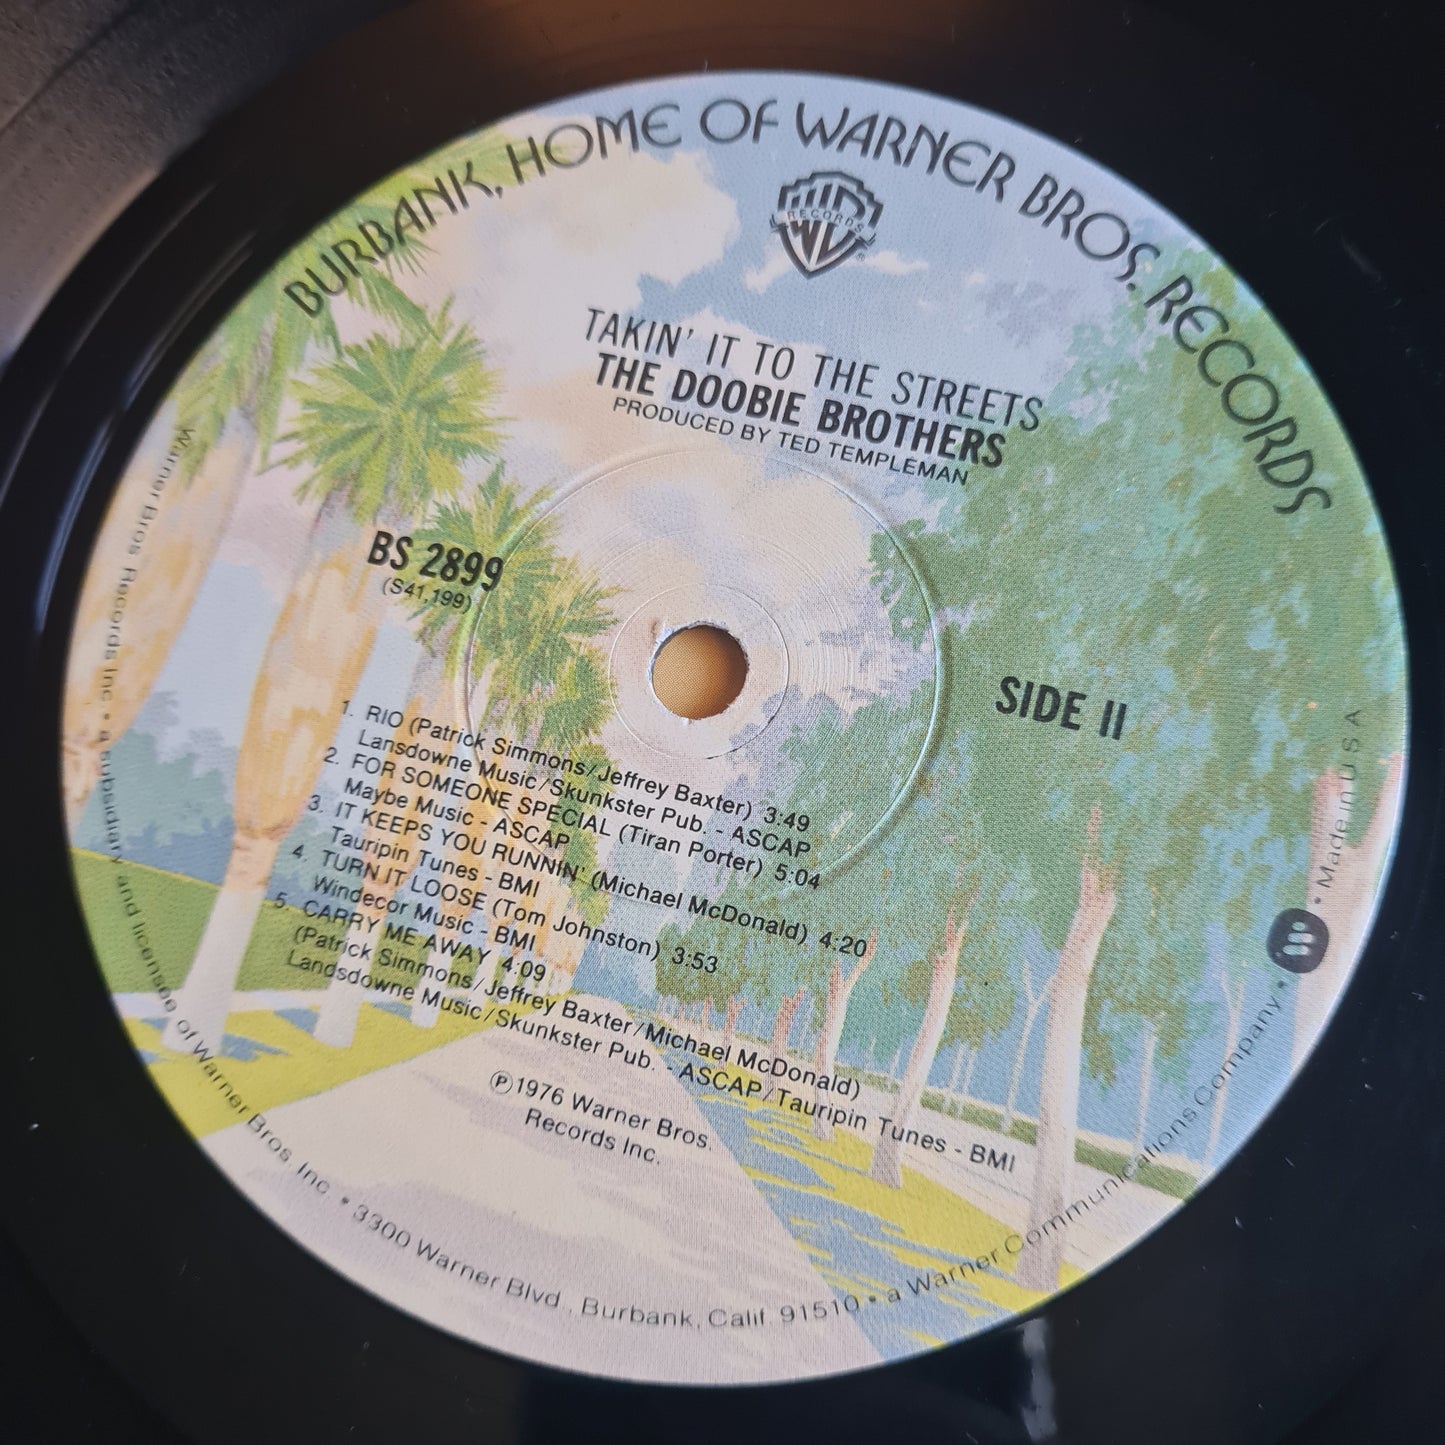 BURBANK, HOME OF WARNER BROS. RECORDS
W
RECORDS
®
TAKIN' IT TO THE STREETS
THE DOOBIE BROTHERS
PRODUCED BY TED TEMPLEMAN
BS 2899
(S41,199)
SIDE II
1. RIO (Patrick Simmons/Jeffrey Baxter) 3:49
Lansdowne Music/Skunkster Pub. - ASCAP
2. FOR SOMEONE SPECIAL (Tiran Porter) 5:04
Maybe Music - ASCAP
3. IT KEEPS YOU RUNNIN' (Michael McDonald) 4:20
Tauripin Tunes - BMI
4. TURN IT LOOSE (Tom Johnston) 3:53
Windecor Music - BMI
5. CARRY ME AWAY 4:09
(Patrick Simmons/Jeffrey Baxter/Michael McDonald)
Landsdowne Music/Skunkster Pub. - ASCAP/Tauripin Tunes - BMI
℗1976 Warner Bros.
Records Inc.
Warner Bros Records Inc • a subsidiary and licensee of Warner Bros. Inc • 3300 Warner Blvd., Burbank, Calif. 91510 • a Warner Communications Company • • Made in U S A